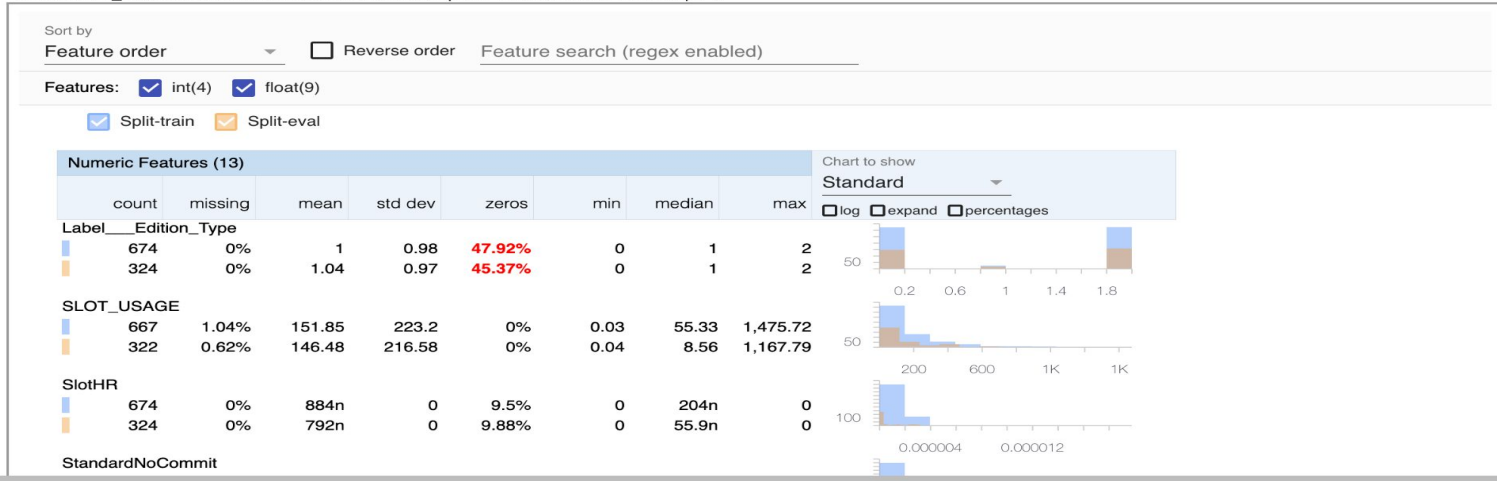 Sort by
Feature order Reverse order Feature search (regex enabled)
Features: int(4) float(9)
Split-train Split-eval
Numeric Features (13) Chart to show
Standard
count missing mean std dev zeros min median max log expand percentages
Label___Edition_Type
674 0% 1 0.98 47.92% 0 1 2
324 0% 1.04 0.97 45.37% 0 1 2
50
0.2 0.6 1 1.4 1.8
SLOT_USAGE
667 1.04% 151.85 223.2 0% 0.03 55.33 1,475.72
322 0.62% 146.48 216.58 0% 0.04 8.56 1,167.79
50
200 600 1K 1K
SlotHR
674 0% 884n 0 9.5% 0 204n 0
324 0% 792n 0 9.88% 0 55.9n 0
100
0.000004 0.000012
StandardNoCommit